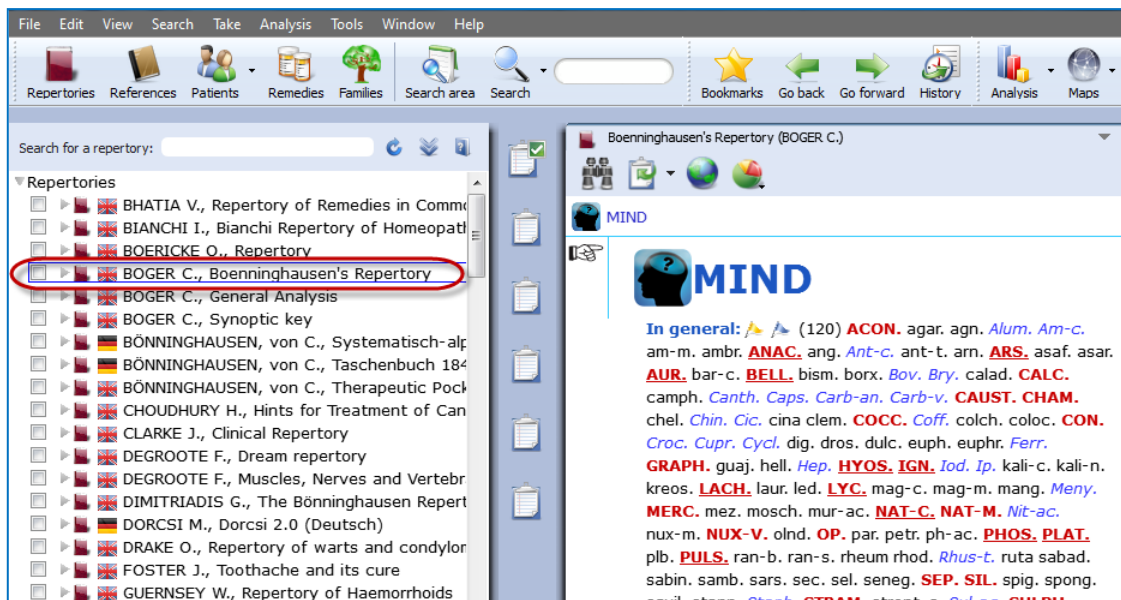 File Edit View Search Take Analysis Tools Window Help
Repertories References Patients Remedies Families Search area Search Bookmarks Go back Go forward History Analysis Maps
Search for a repertory:
Repertories
BHATIA V., Repertory of Remedies in Commo
BIANCHI I., Bianchi Repertory of Homeopath
BOERICKE O., Repertory
BOGER C., Boenninghausen's Repertory
BOGER C., General Analysis
BOGER C., Synoptic key
BÖNNINGHAUSEN, von C., Systematisch-alp
BÖNNINGHAUSEN, von C., Taschenbuch 184
BÖNNINGHAUSEN, von C., Therapeutic Pock
CHOUDHURY H., Hints for Treatment of Can
CLARKE J., Clinical Repertory
DEGROOTE F., Dream repertory
DEGROOTE F., Muscles, Nerves and Vertebr
DIMITRIADIS G., The Bönninghausen Repert
DORCSI M., Dorcsi 2.0 (Deutsch)
DRAKE O., Repertory of warts and condylom
FOSTER J., Toothache and its cure
GUERNSEY W., Repertory of Haemorrhoids
Boenninghausen's Repertory (BOGER C.)
MIND
MIND
In general: (120) ACON. agar. agn. Alum. Am-c.
am-m. ambr. ANAC. ang. Ant-c. ant-t. arn. ARS. asaf. asar.
AUR. bar-c. BELL. bism. borx. Bov. Bry. calad. CALC.
camph. Canth. Caps. Carb-an. Carb-v. CAUST. CHAM.
chel. Chin. Cic. cina clem. COCC. Coff. colch. coloc. CON.
Croc. Cupr. Cycl. dig. dros. dulc. euph. euphr. Ferr.
GRAPH. guaj. hell. Hep. HYOS. IGN. Iod. Ip. kali-c. kali-n.
kreos. LACH. laur. led. LYC. mag-c. mag-m. mang. Meny.
MERC. mez. mosch. mur-ac. NAT-C. NAT-M. Nit-ac.
nux-m. NUX-V. olnd. OP. par. petr. ph-ac. PHOS. PLAT.
plb. PULS. ran-b. ran-s. rheum rhod. Rhus-t. ruta sabad.
sabin. samb. sars. sec. sel. seneg. SEP. SIL. spig. spong.